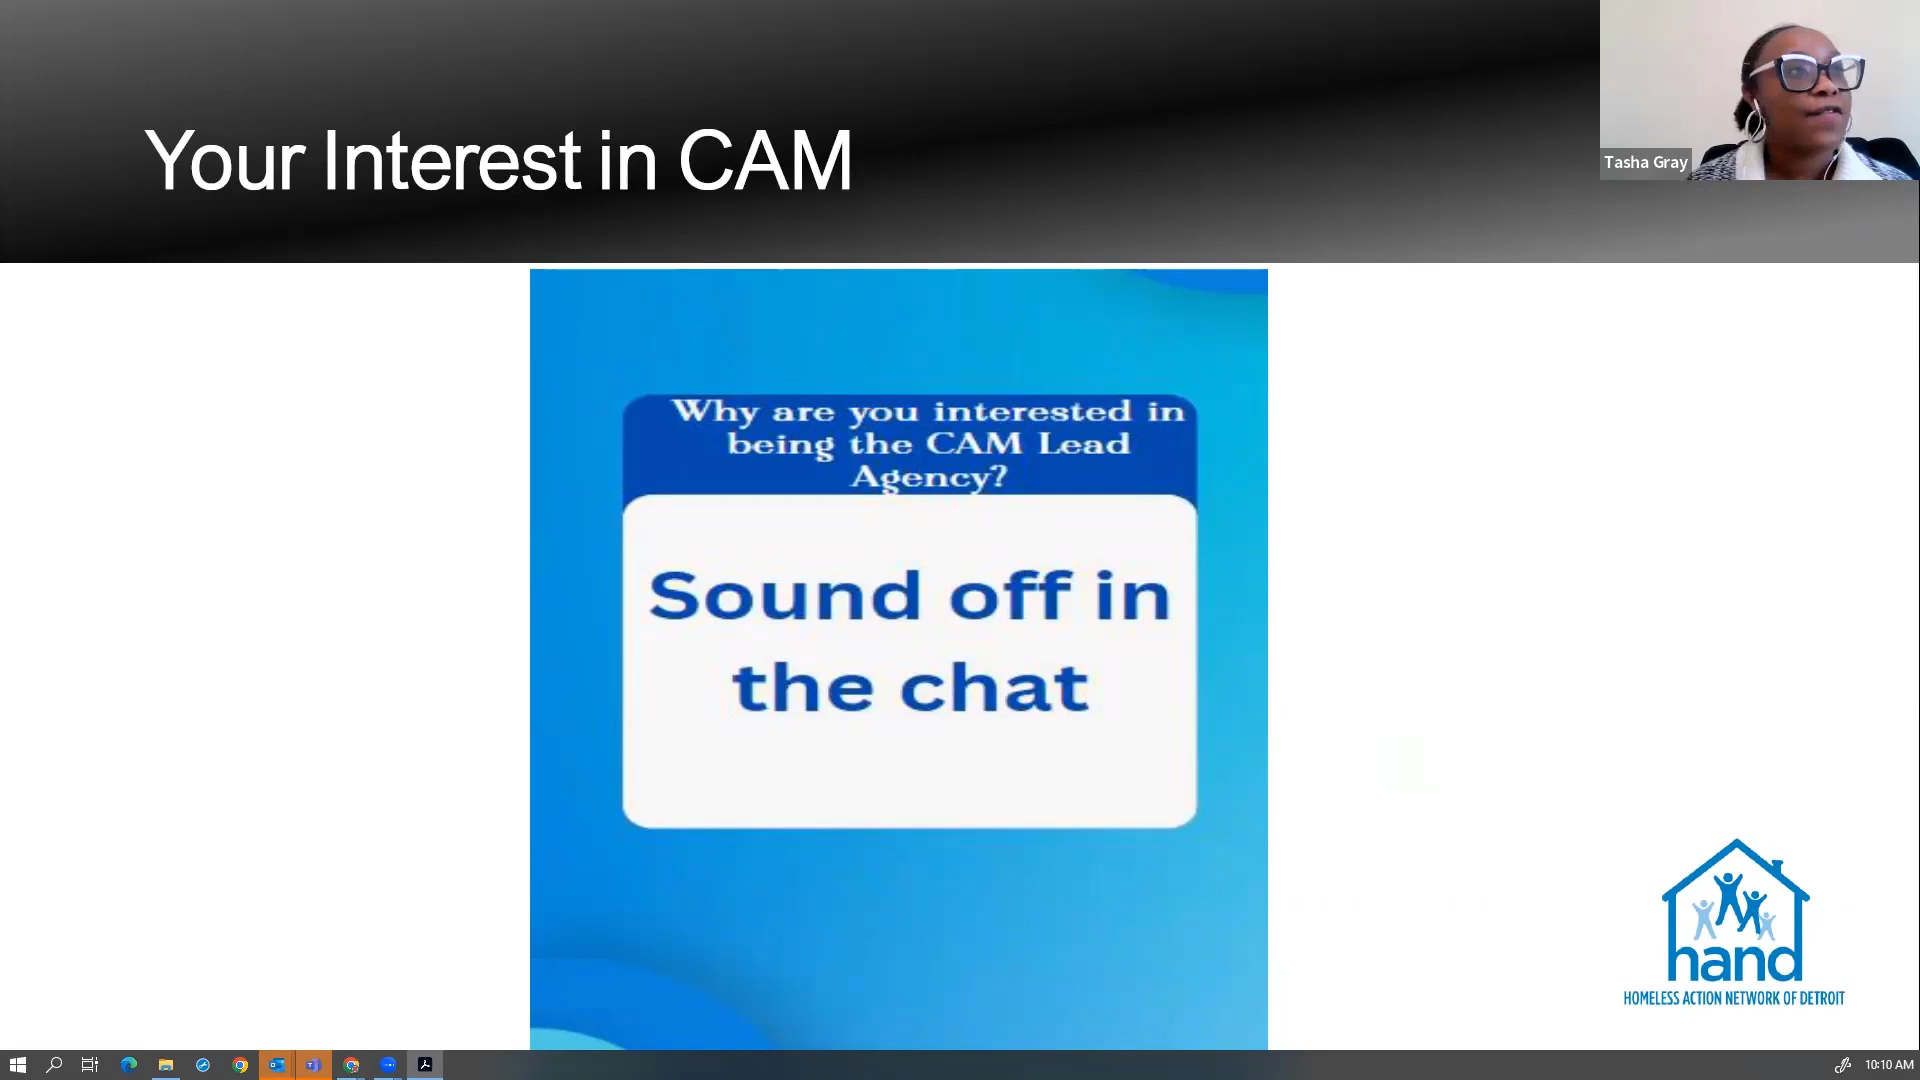 Your Interest in CAM
Tasha Gray
Why are you interested in
being the CAM Lead
Agency?
Sound off in
the chat
hand
HOMELESS ACTION NETWORK OF DETROIT
10:10 AM